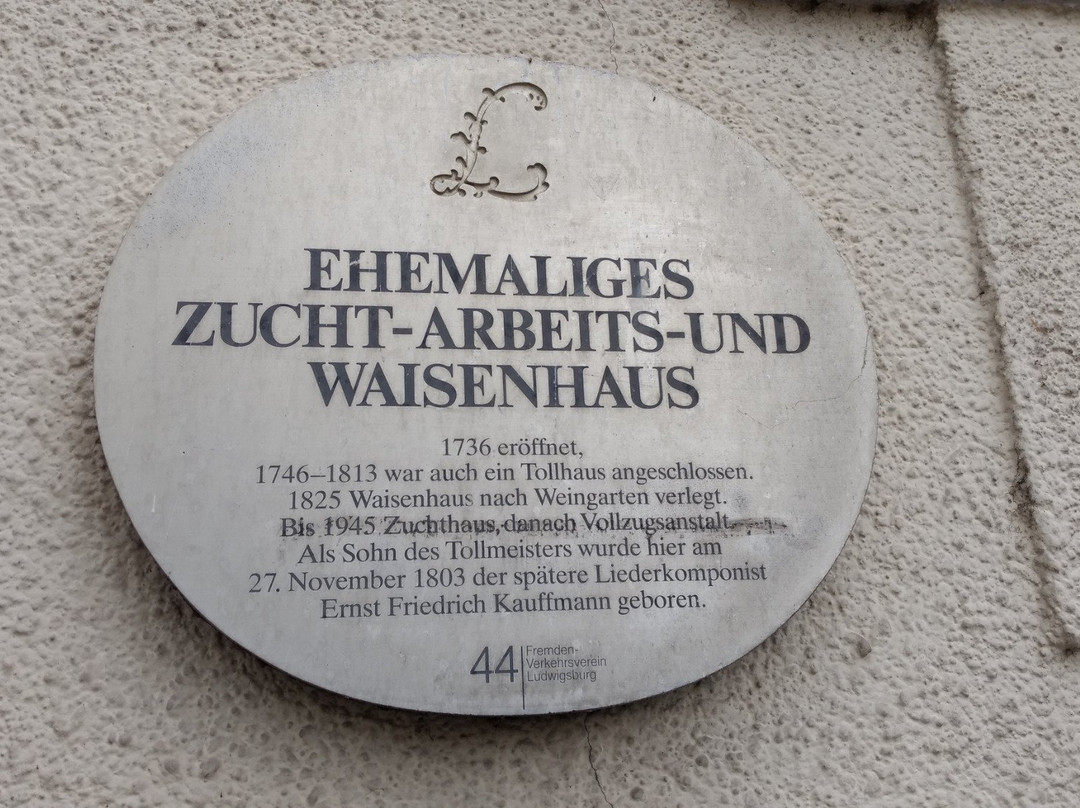 L
EHEMALIGES
ZUCHT-ARBEITS-UND
WAISENHAUS
1736 eröffnet,
1746–1813 war auch ein Tollhaus angeschlossen.
1825 Waisenhaus nach Weingarten verlegt.
Bis 1945 Zuchthaus, danach Vollzugsanstalt.
Als Sohn des Tollmeisters wurde hier am
27. November 1803 der spätere Liederkomponist
Ernst Friedrich Kauffmann geboren.
44
Fremden-
Verkehrsverein
Ludwigsburg